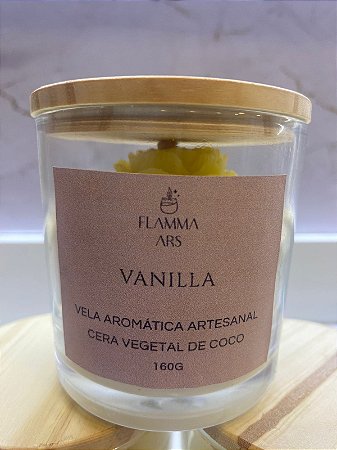 FLAMMA
ARS
VANILLA
VELA AROMÁTICA ARTESANAL
CERA VEGETAL DE COCO
160G